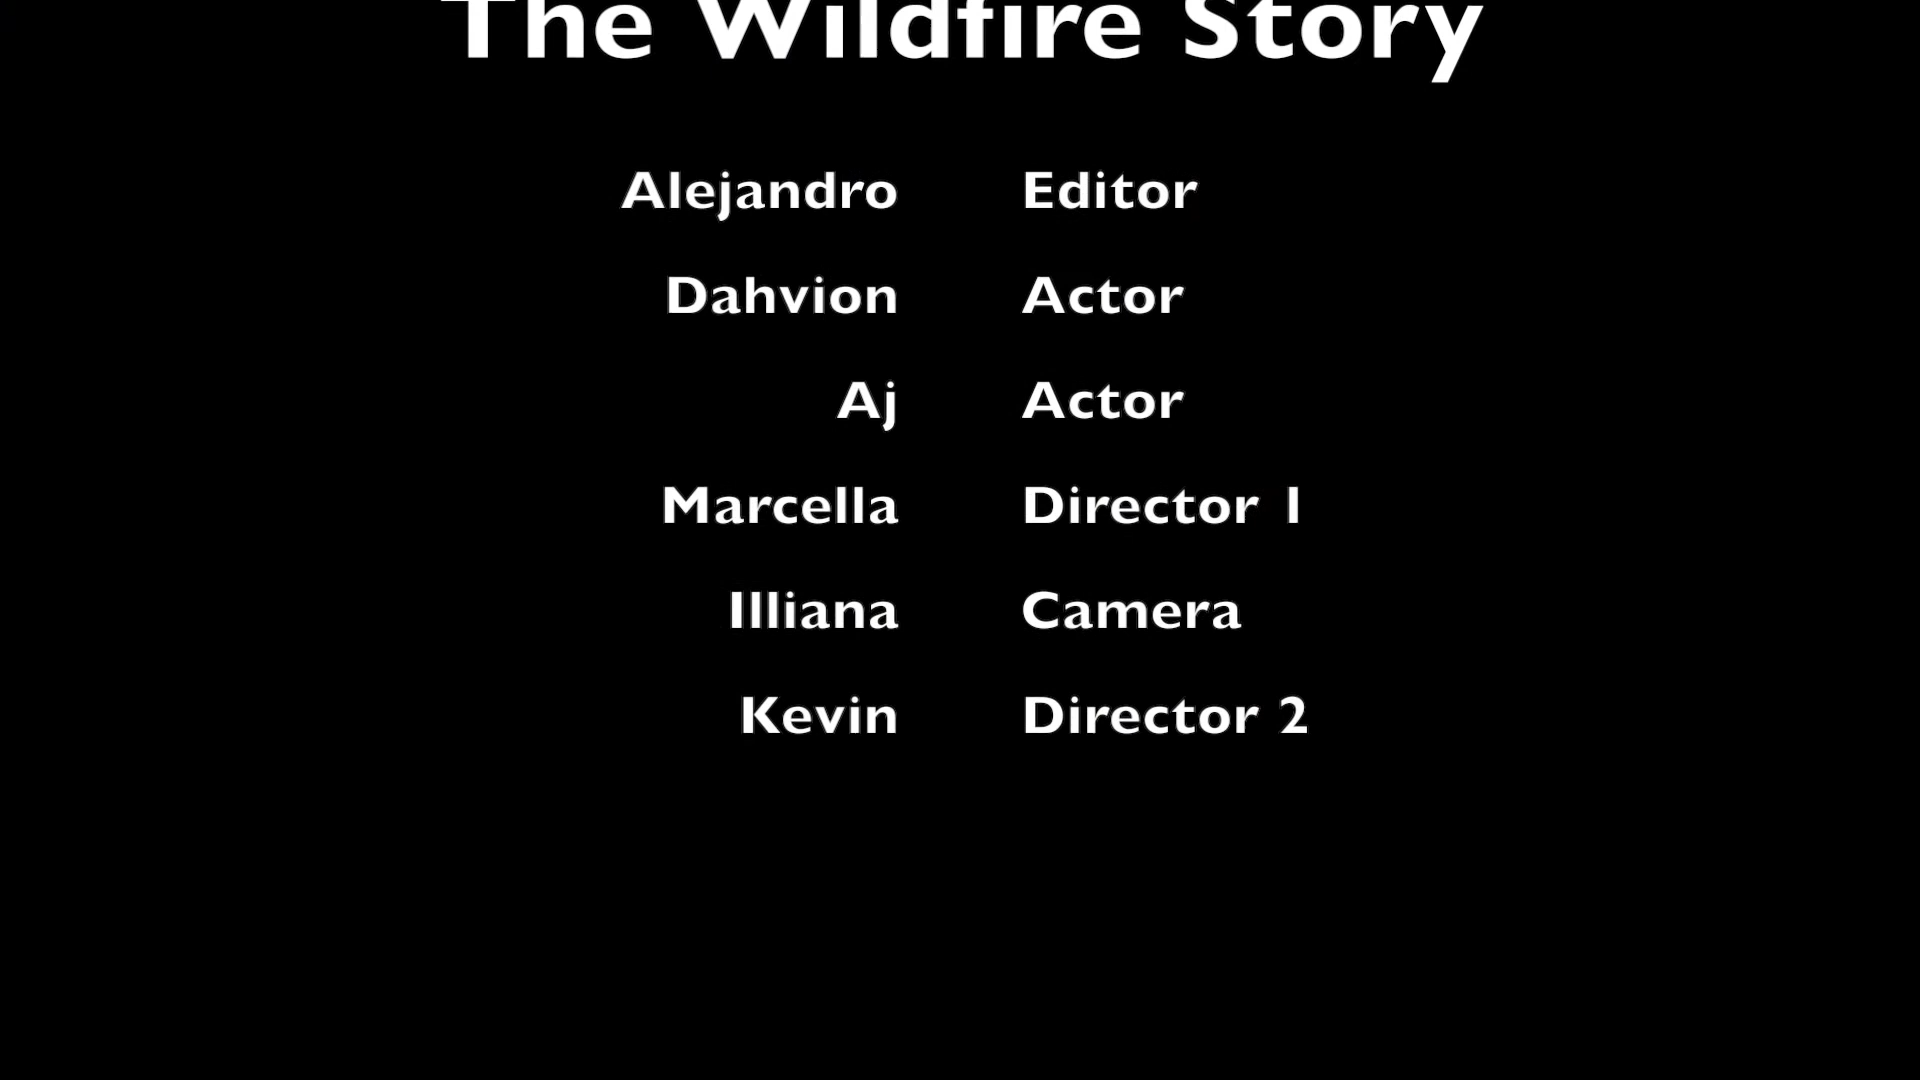 The Wildfire Story
Alejandro Editor
Dahvion Actor
Aj Actor
Marcella Director 1
Illiana Camera
Kevin Director 2